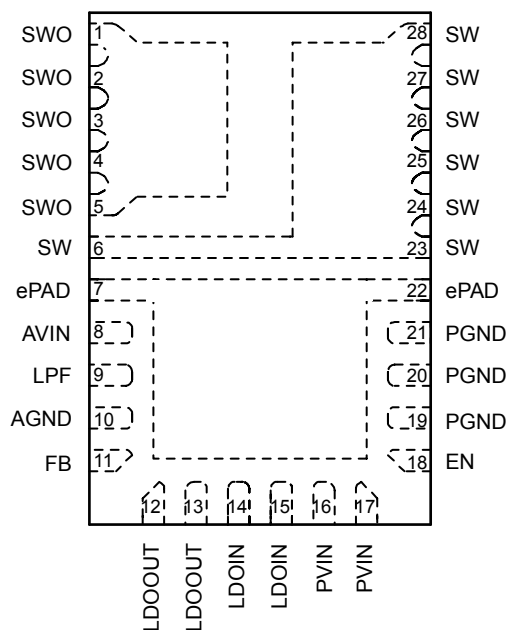 SWO 1 28 SW
SWO 2 27 SW
SWO 3 26 SW
SWO 4 25 SW
SWO 5 24 SW
SW 6 23 SW
ePAD 7 22 ePAD
AVIN 8 21 PGND
LPF 9 20 PGND
AGND 10 19 PGND
FB 11 18 EN
12 13 14 15 16 17
LDOOUT
LDOOUT
LDOIN
LDOIN
PVIN
PVIN